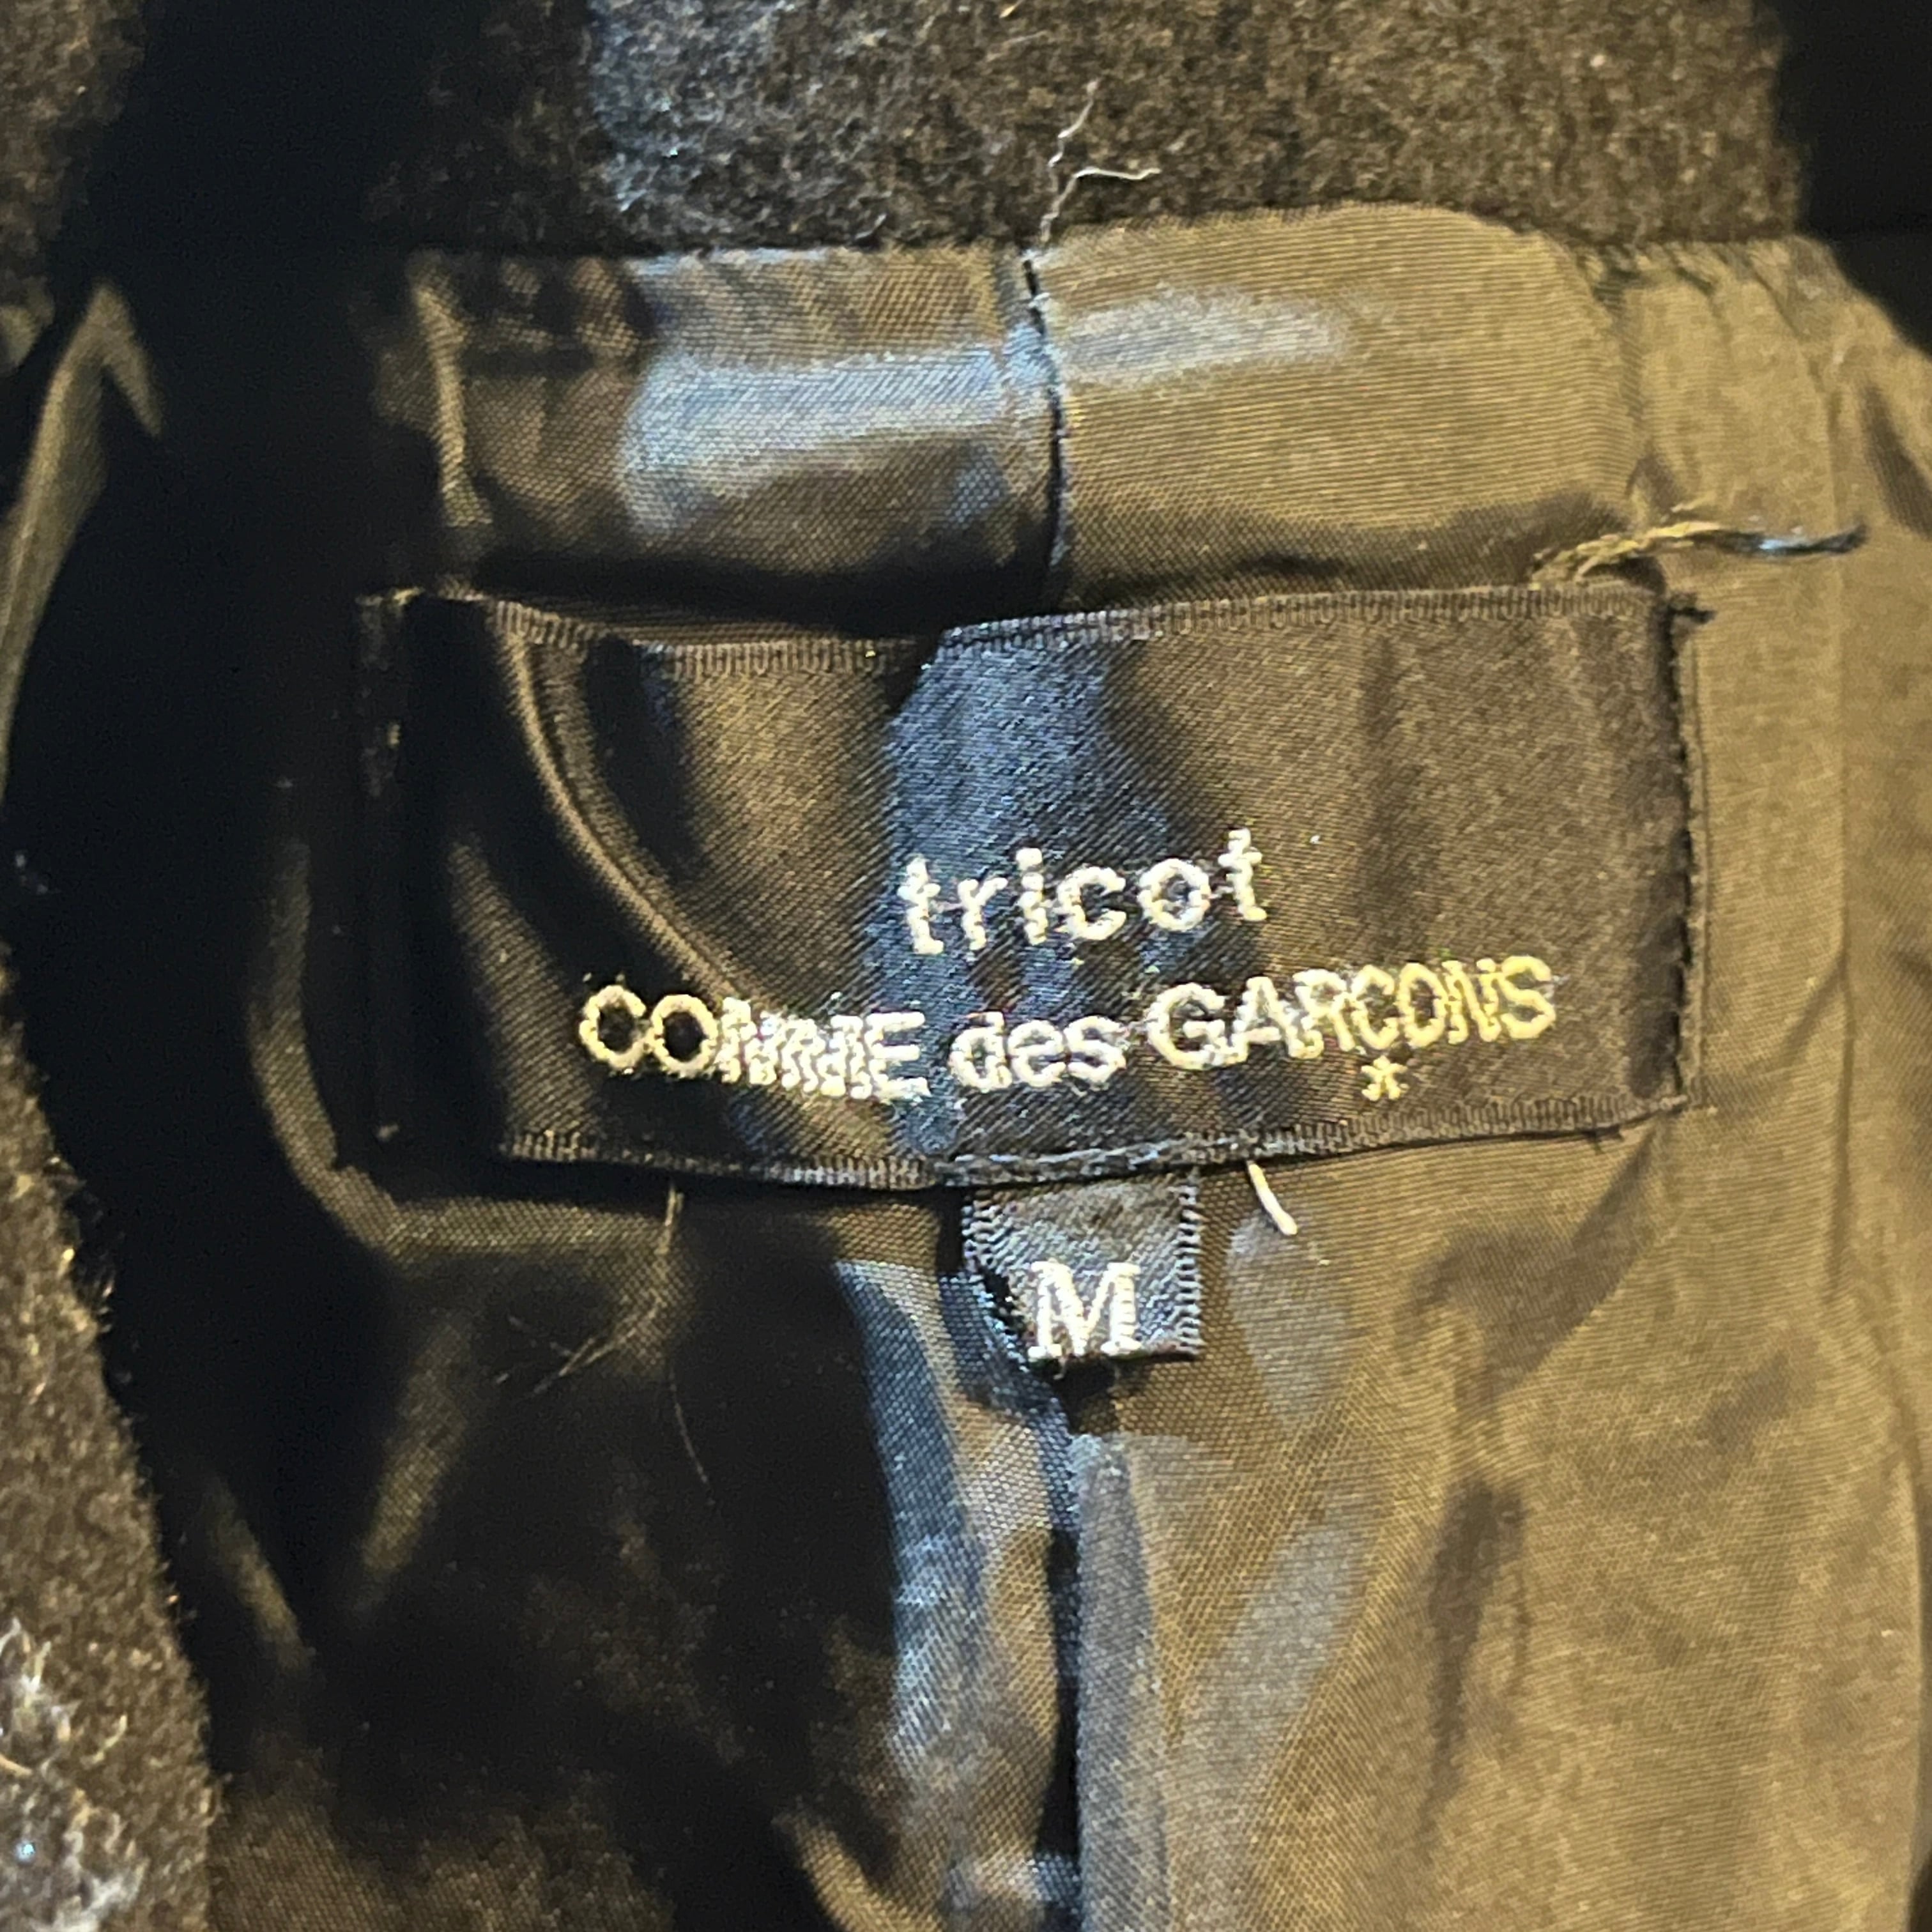 tricot
COMME des GARCONS
*
M